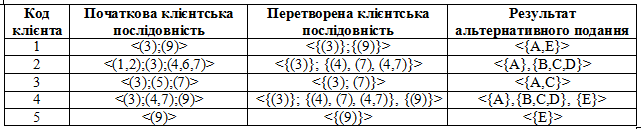 Код клієнта | Початкова клієнтська послідовність | Перетворена клієнтська послідовність | Результат альтернативного подання
1 | <(3);(9)> | <{(3)};{(9)}> | <{A,E}>
2 | <(1,2);(3);(4,6,7)> | <{(3)}; {(4), (7), (4,7)}> | <{A},{B,C,D}>
3 | <(3);(5);(7)> | <{(3); (7)}> | <{A,C}>
4 | <(3);(4,7);(9)> | <{(3)}; {(4), (7), (4,7)}, {(9)}> | <{A},{B,C,D}, {E}>
5 | <(9)> | <{(9)}> | <{E}>